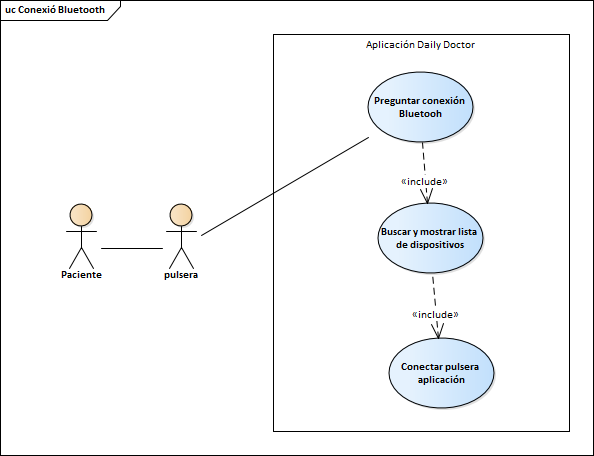 uc Conexió Bluetooth
Aplicación Daily Doctor
Preguntar conexión
Bluetooh
«include»
Buscar y mostrar lista
de dispositivos
Paciente
pulsera
«include»
Conectar pulsera
aplicación